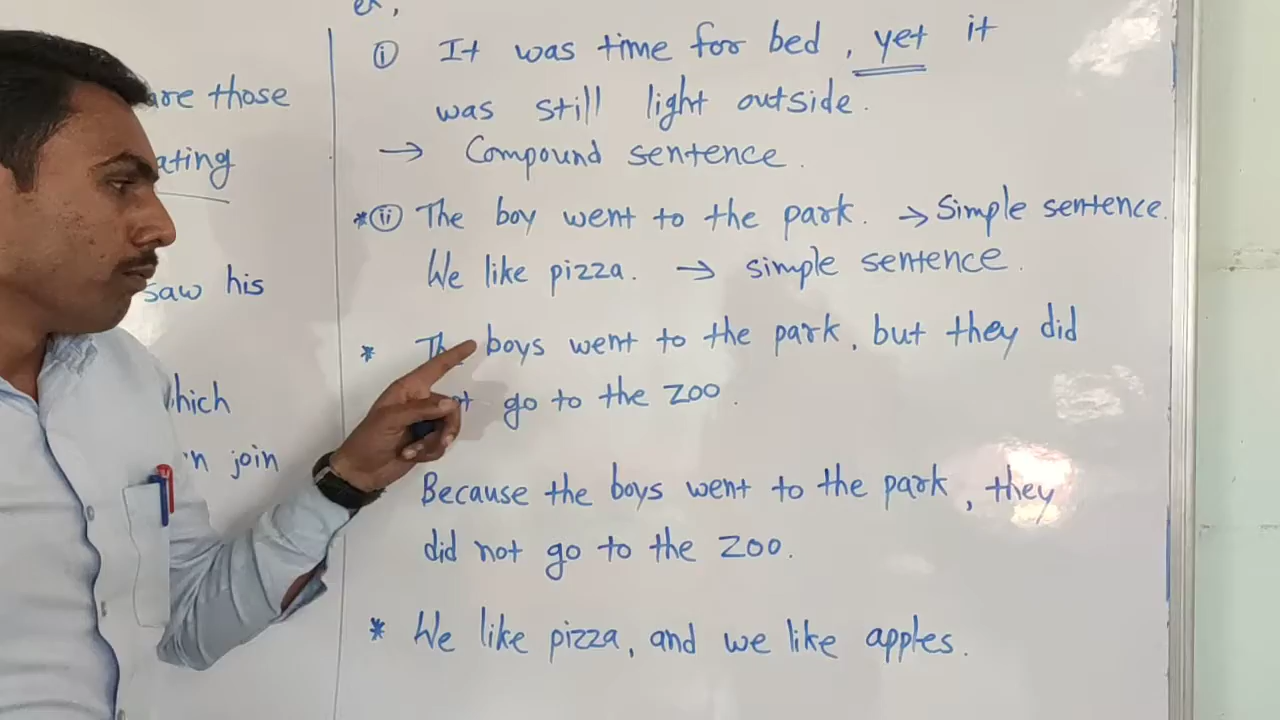 are those
ating
saw his
hich
n join
ex,
(i) It was time for bed, yet it
was still light outside.
→ Compound sentence.
*(ii) The boy went to the park. → Simple sentence.
We like pizza. → simple sentence.
* The boys went to the park, but they did
go to the zoo.
Because the boys went to the park, they
did not go to the zoo.
* We like pizza, and we like apples.